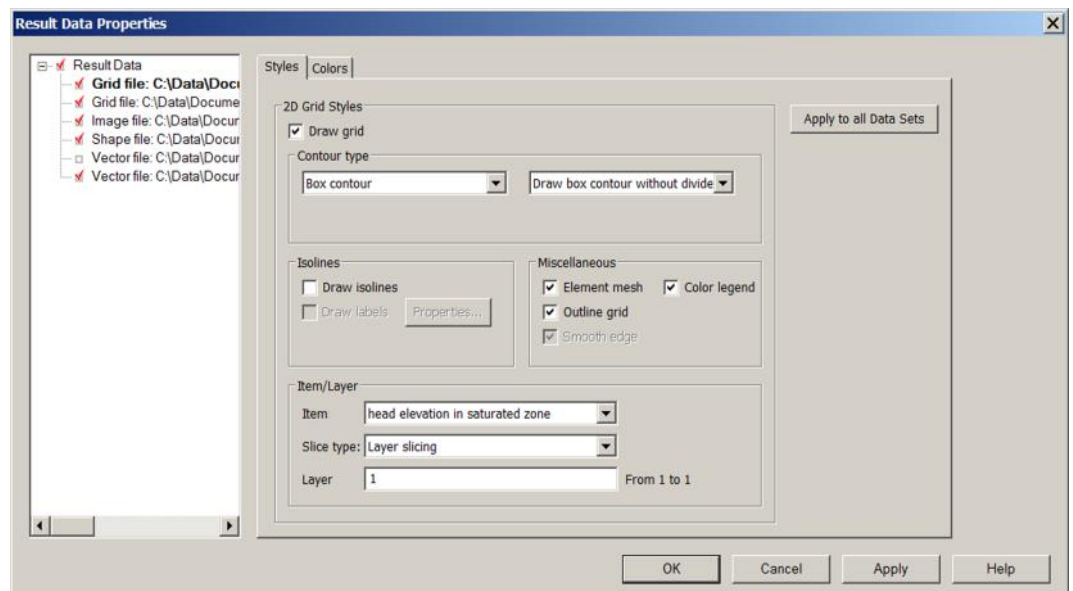 Result Data Properties
Result Data
Grid file: C:\Data\Docu
Grid file: C:\Data\Docume
Image file: C:\Data\Docur
Shape file: C:\Data\Docur
Vector file: C:\Data\Docur
Vector file: C:\Data\Docur
Styles Colors
2D Grid Styles
Draw grid
Apply to all Data Sets
Contour type
Box contour Draw box contour without divide
Isolines
Draw isolines
Draw labels Properties...
Miscellaneous
Element mesh Color legend
Outline grid
Smooth edge
Item/Layer
Item head elevation in saturated zone
Slice type: Layer slicing
Layer 1 From 1 to 1
OK Cancel Apply Help